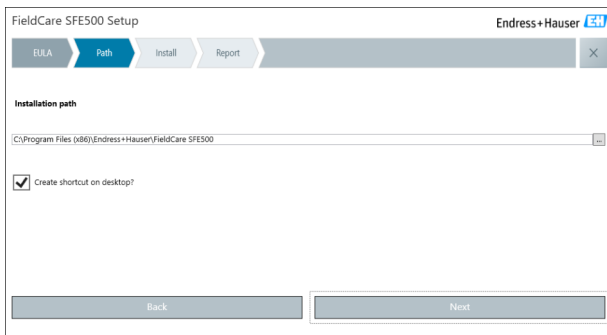 FieldCare SFE500 Setup
Endress+Hauser EH
EULA Path Install Report
Installation path
C:\Program Files (x86)\Endress+Hauser\FieldCare SFE500
...
Create shortcut on desktop?
Back Next